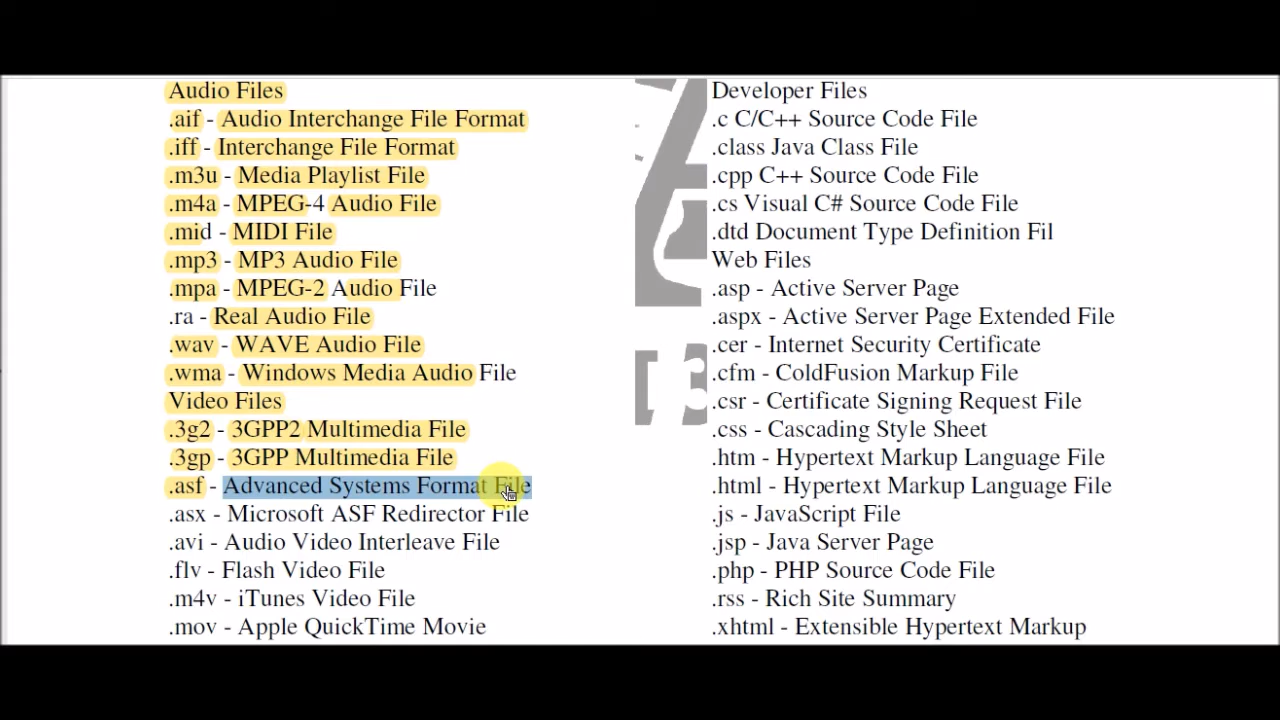 Audio Files
.aif - Audio Interchange File Format
.iff - Interchange File Format
.m3u - Media Playlist File
.m4a - MPEG-4 Audio File
.mid - MIDI File
.mp3 - MP3 Audio File
.mpa - MPEG-2 Audio File
.ra - Real Audio File
.wav - WAVE Audio File
.wma - Windows Media Audio File
Video Files
.3g2 - 3GPP2 Multimedia File
.3gp - 3GPP Multimedia File
.asf - Advanced Systems Format File
.asx - Microsoft ASF Redirector File
.avi - Audio Video Interleave File
.flv - Flash Video File
.m4v - iTunes Video File
.mov - Apple QuickTime Movie
Developer Files
.c C/C++ Source Code File
.class Java Class File
.cpp C++ Source Code File
.cs Visual C# Source Code File
.dtd Document Type Definition Fil
Web Files
.asp - Active Server Page
.aspx - Active Server Page Extended File
.cer - Internet Security Certificate
.cfm - ColdFusion Markup File
.csr - Certificate Signing Request File
.css - Cascading Style Sheet
.htm - Hypertext Markup Language File
.html - Hypertext Markup Language File
.js - JavaScript File
.jsp - Java Server Page
.php - PHP Source Code File
.rss - Rich Site Summary
.xhtml - Extensible Hypertext Markup